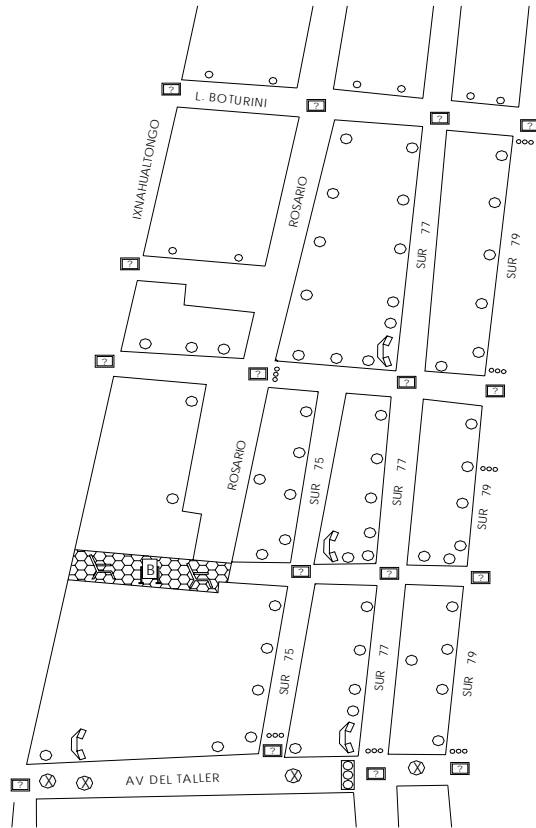 ?
L. BOTURINI
?
?
?
IXNAHUALTONGO
ROSARIO
SUR 77
SUR 79
?
?
?
?
?
ROSARIO
SUR 75
SUR 77
SUR 79
B
?
?
?
SUR 75
SUR 77
SUR 79
?
?
?
?
X
X
AV DEL TALLER
X
X